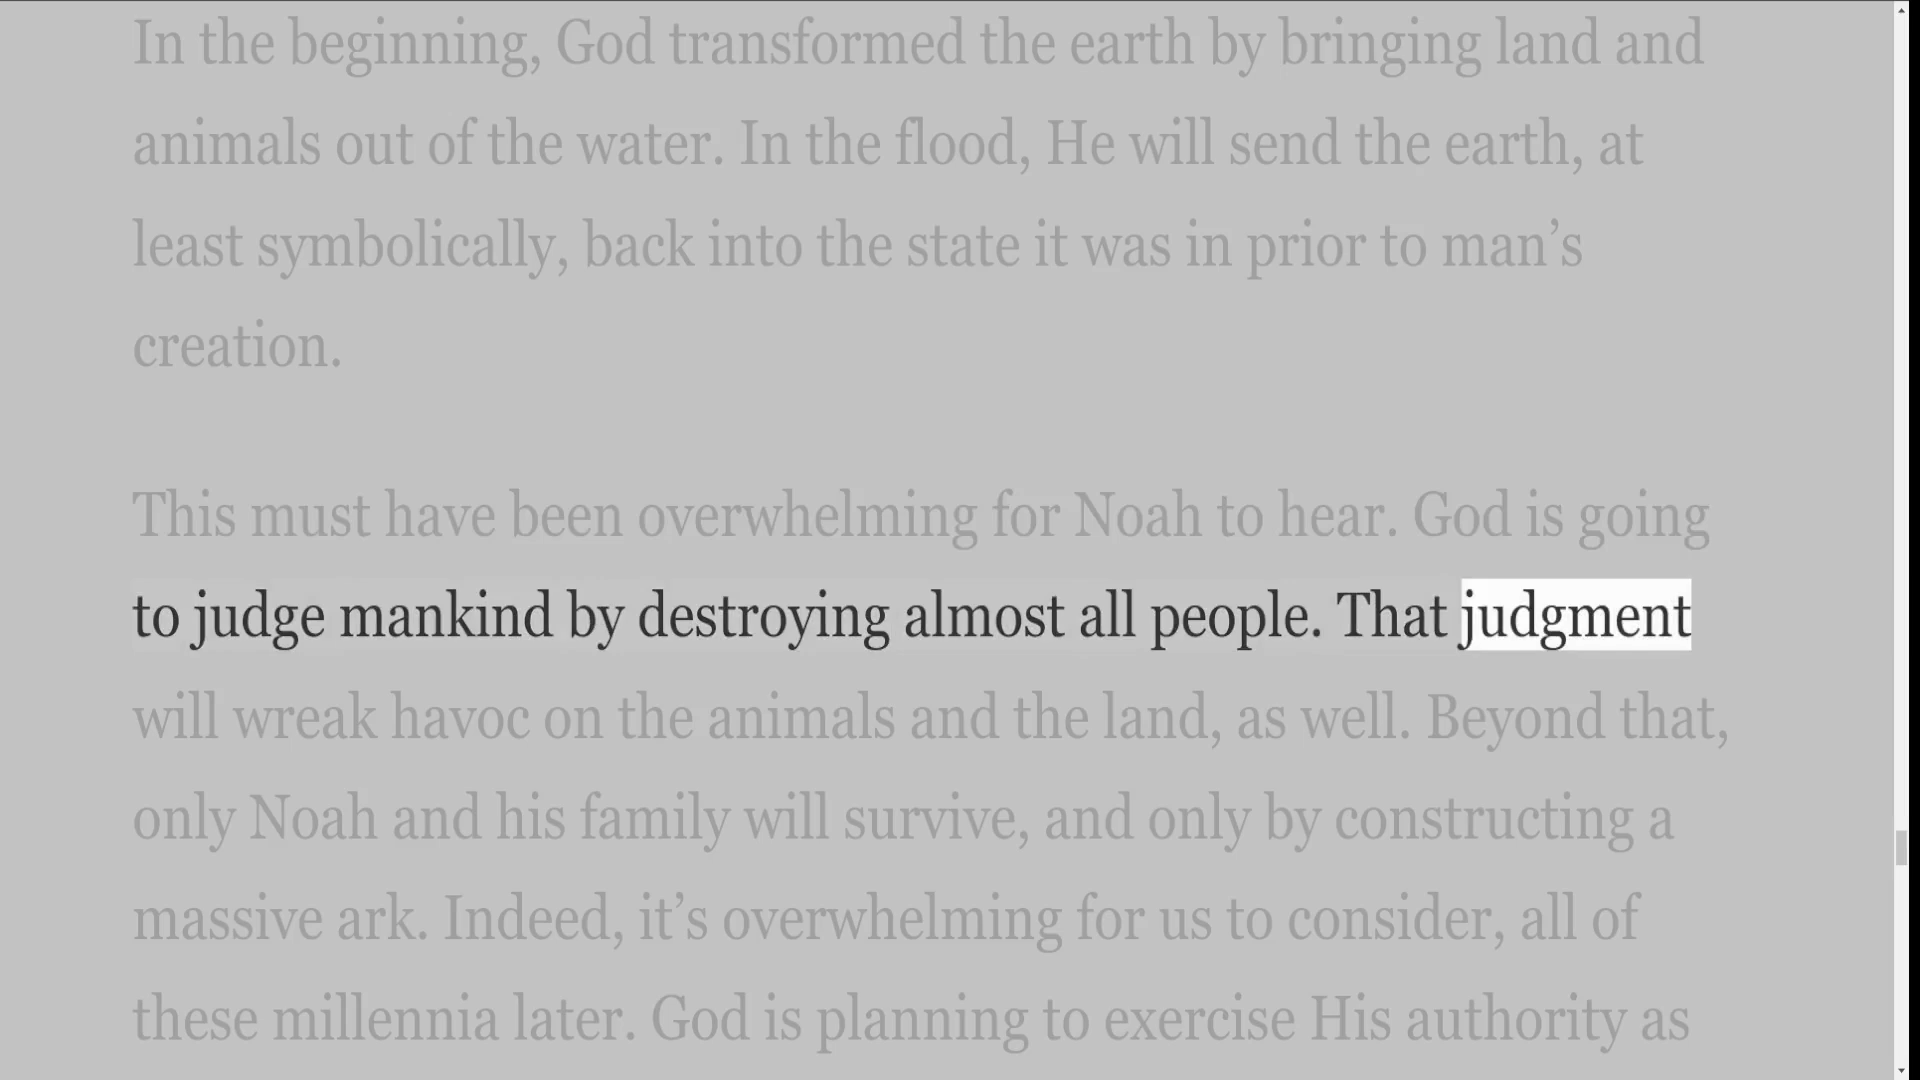 In the beginning, God transformed the earth by bringing land and
animals out of the water. In the flood, He will send the earth, at
least symbolically, back into the state it was in prior to man’s
creation.
This must have been overwhelming for Noah to hear. God is going
to judge mankind by destroying almost all people. That judgment
will wreak havoc on the animals and the land, as well. Beyond that,
only Noah and his family will survive, and only by constructing a
massive ark. Indeed, it’s overwhelming for us to consider, all of
these millennia later. God is planning to exercise His authority as